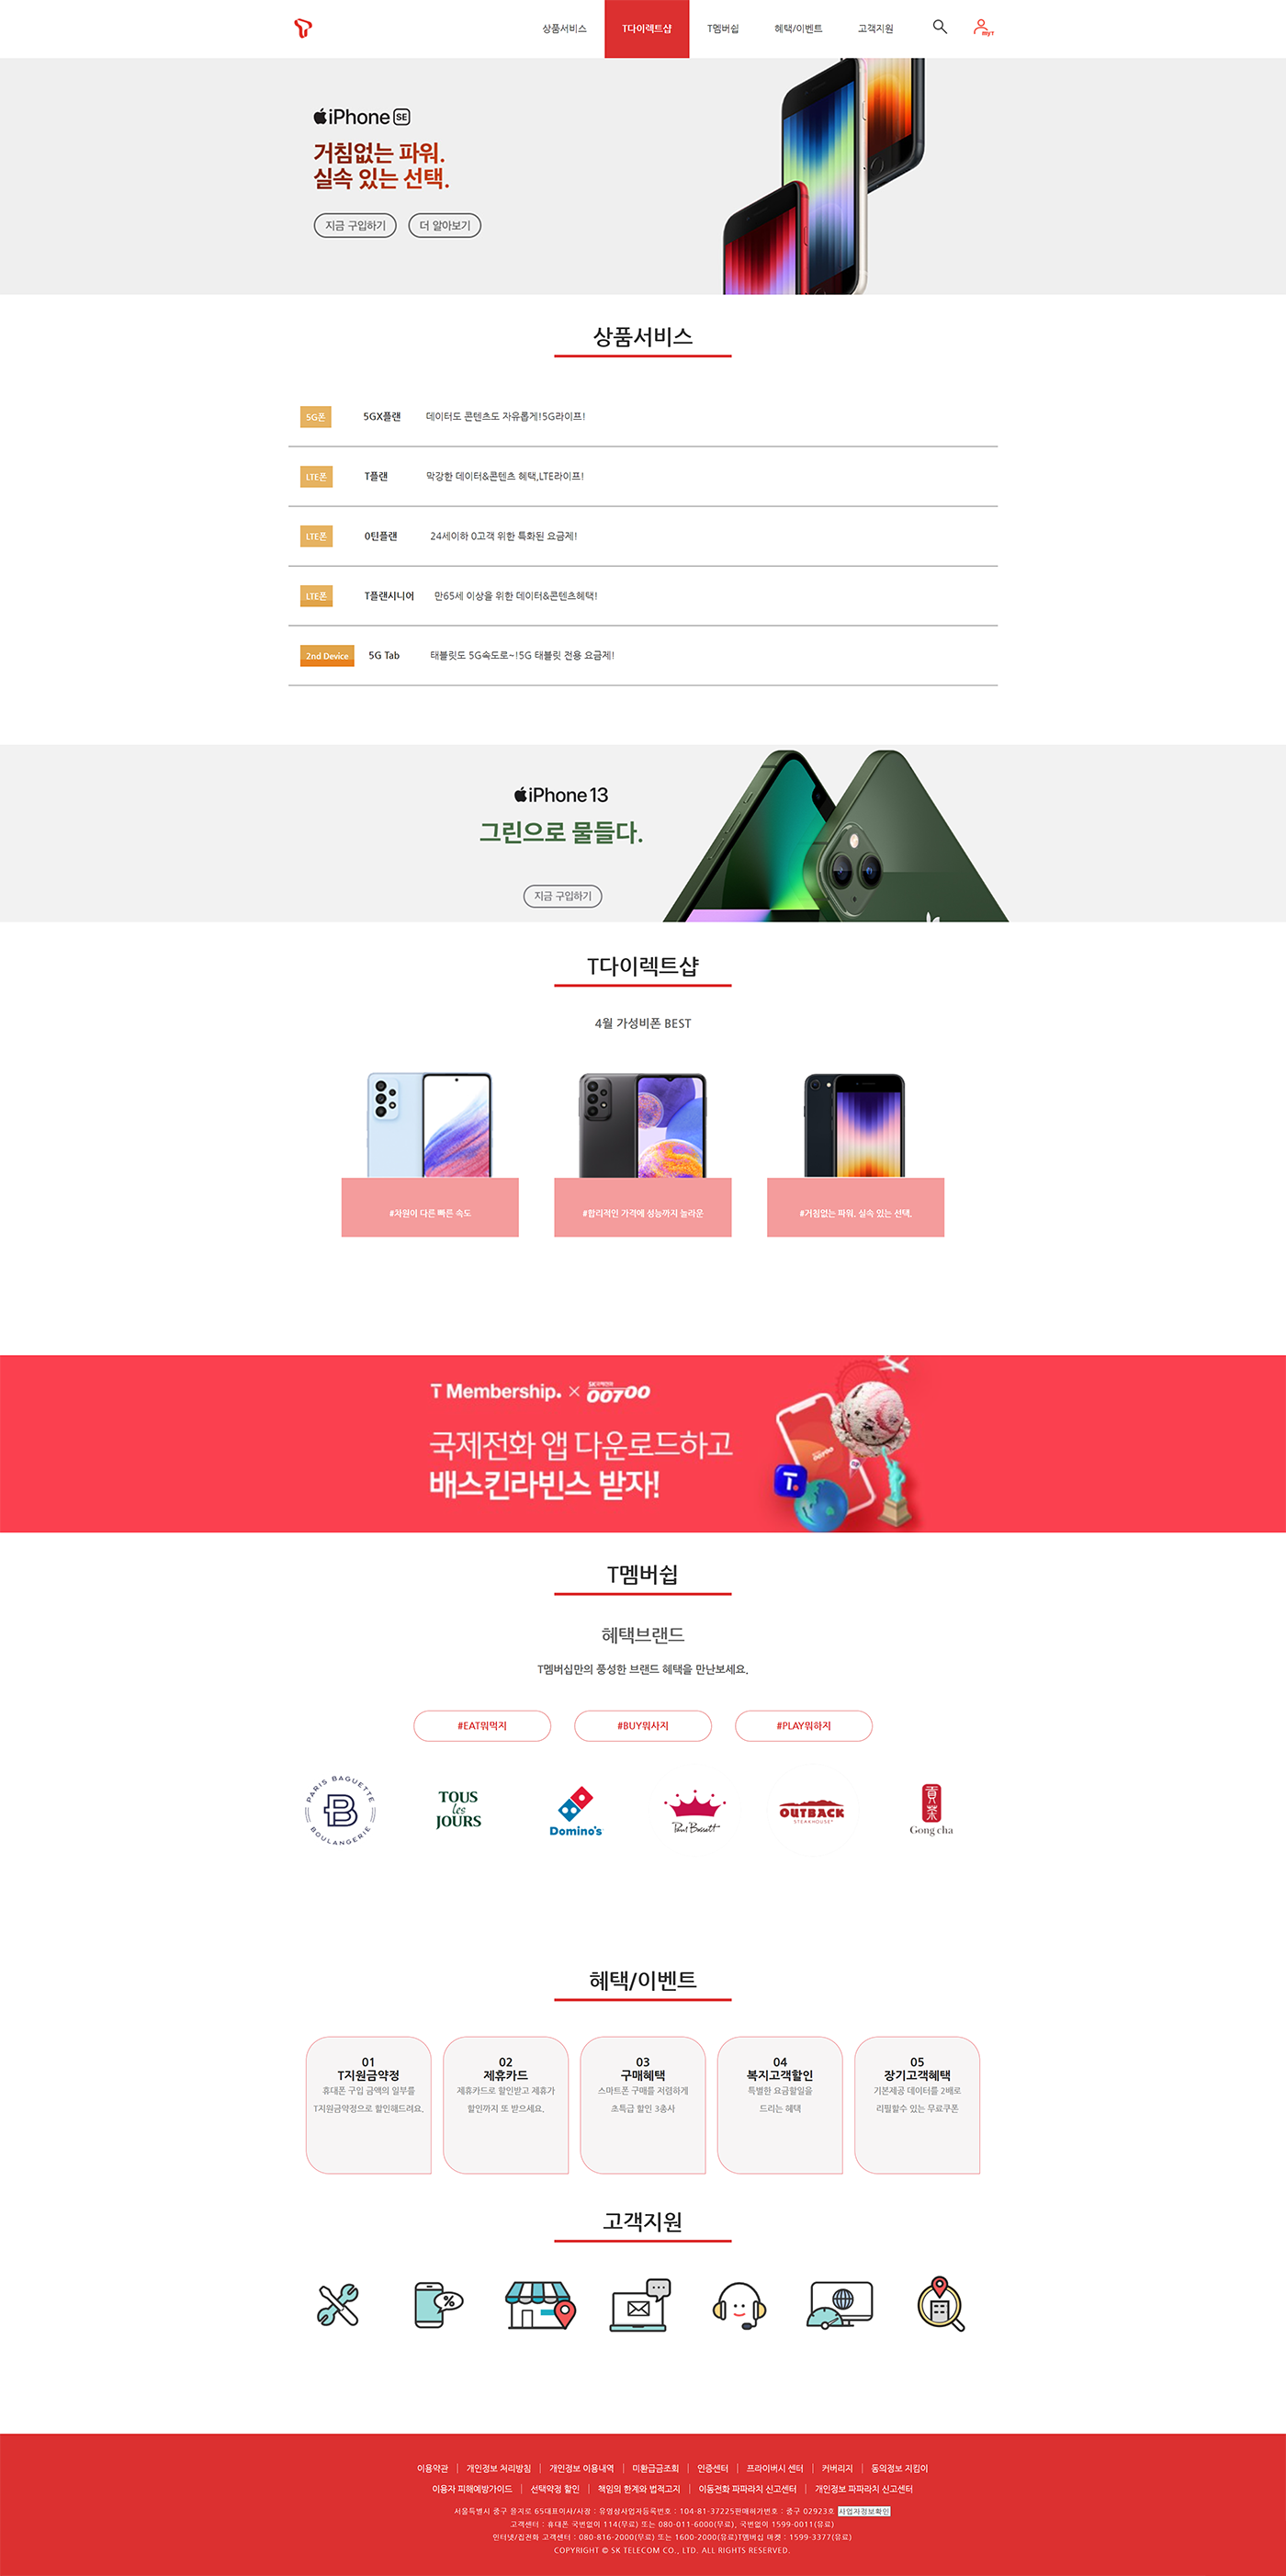 상품서비스
T다이렉트샵
T멤버쉽
혜택/이벤트
고객지원
myT
iPhone SE
거침없는 파워.
실속 있는 선택.
지금 구입하기
더 알아보기
상품서비스
5G폰 5GX플랜 데이터도 콘텐츠도 자유롭게!5G라이프!
LTE폰 T플랜 막강한 데이터&콘텐츠 혜택,LTE라이프!
LTE폰 0틴플랜 24세이하 0고객 위한 특화된 요금제!
LTE폰 T플랜시니어 만65세 이상을 위한 데이터&콘텐츠혜택!
2nd Device 5G Tab 태블릿도 5G속도로~!5G 태블릿 전용 요금제!
iPhone 13
그린으로 물들다.
지금 구입하기
T다이렉트샵
4월 가성비폰 BEST
#차원이 다른 빠른 속도
#합리적인 가격에 성능까지 놀라운
#거침없는 파워. 실속 있는 선택.
T Membership. × SK국제전화 00700
국제전화 앱 다운로드하고
배스킨라빈스 받자!
T멤버쉽
혜택브랜드
T멤버십만의 풍성한 브랜드 혜택을 만난보세요.
#EAT뭐먹지
#BUY뭐사지
#PLAY뭐하지
PARIS BAGUETTE
BOULANGERIE
TOUS
les
JOURS
Domino's
Paul Bassett
OUTBACK
STEAKHOUSE
貢茶
Gong cha
혜택/이벤트
01
T지원금약정
휴대폰 구입 금액의 일부를
T지원금약정으로 할인해드려요.
02
제휴카드
제휴카드로 할인받고 제휴가
할인까지 또 받으세요.
03
구매혜택
스마트폰 구매를 저렴하게
초특급 할인 3종사
04
복지고객할인
특별한 요금할일을
드리는 혜택
05
장기고객혜택
기본제공 데이터를 2배로
리필할수 있는 무료쿠폰
고객지원
이용약관 | 개인정보 처리방침 | 개인정보 이용내역 | 미환급금조회 | 인증센터 | 프라이버시 센터 | 커버리지 | 동의정보 지킴이
이용자 피해예방가이드 | 선택약정 할인 | 책임의 한계와 법적고지 | 이동전화 파파라치 신고센터 | 개인정보 파파라치 신고센터
서울특별시 중구 을지로 65대표이사/사장 : 유영상사업자등록번호 : 104-81-37225판매허가번호 : 중구 02923호 사업자정보확인
고객센터 : 휴대폰 국번없이 114(무료) 또는 080-011-6000(무료), 국번없이 1599-0011(유료)
인터넷/집전화 고객센터 : 080-816-2000(무료) 또는 1600-2000(유료)T멤버십 마켓 : 1599-3377(유료)
COPYRIGHT © SK TELECOM CO., LTD. ALL RIGHTS RESERVED.